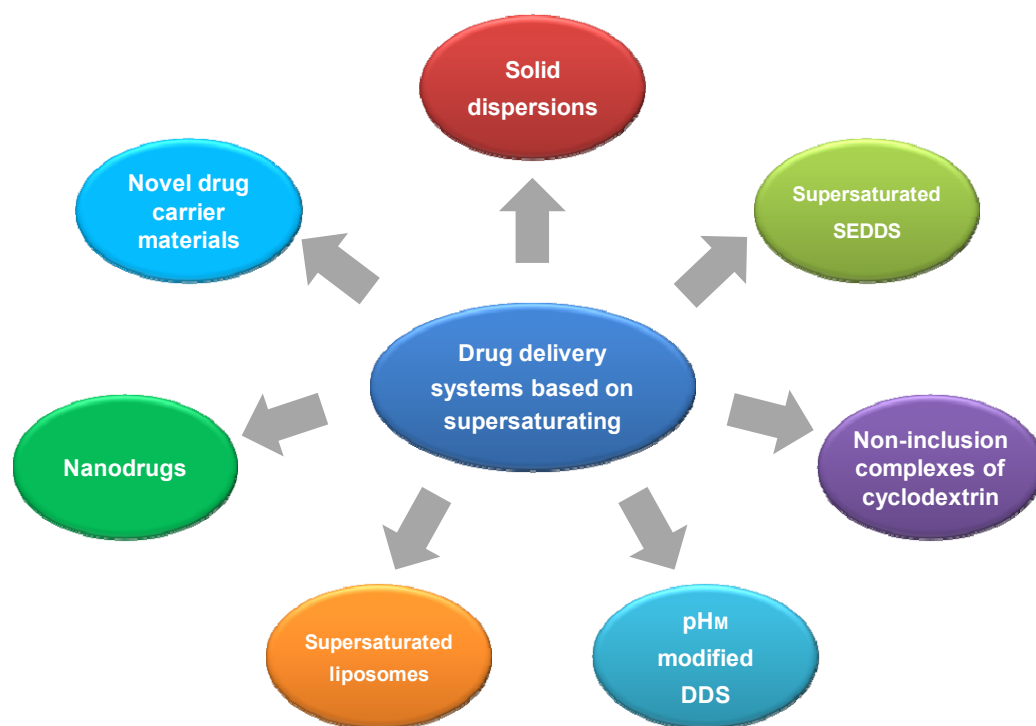 Solid
dispersions
Novel drug
carrier
materials
Supersaturated
SEDDS
Drug delivery
systems based on
supersaturating
Nanodrugs
Non-inclusion
complexes of
cyclodextrin
Supersaturated
liposomes
pHM
modified
DDS